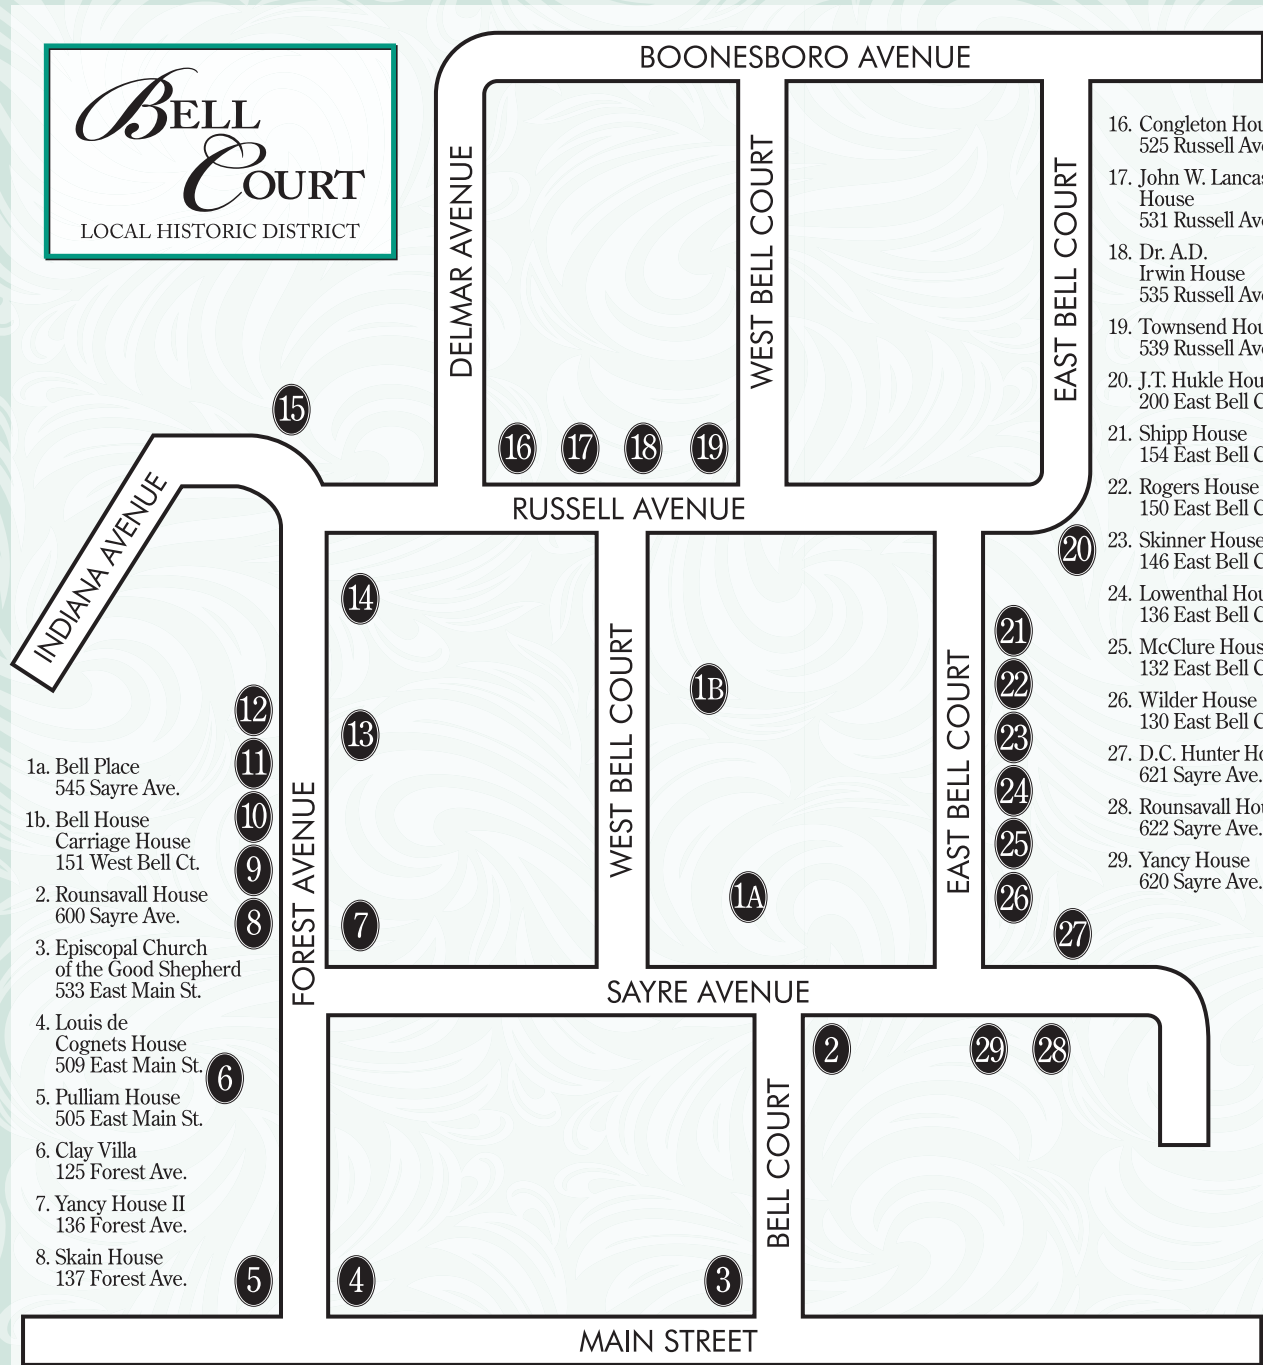 BELL
COURT
LOCAL HISTORIC DISTRICT
BOONESBORO AVENUE
DELMAR AVENUE
WEST BELL COURT
EAST BELL COURT
15
16 17 18 19
INDIANA AVENUE
RUSSELL AVENUE
20
14
13
7
12
11
10
9
8
FOREST AVENUE
WEST BELL COURT
1B
1A
EAST BELL COURT
21
22
23
24
25
26
27
SAYRE AVENUE
2
29
28
6
BELL COURT
5
4
3
MAIN STREET
1a. Bell Place
545 Sayre Ave.
1b. Bell House
Carriage House
151 West Bell Ct.
2. Rounsavall House
600 Sayre Ave.
3. Episcopal Church
of the Good Shepherd
533 East Main St.
4. Louis de
Cognets House
509 East Main St.
5. Pulliam House
505 East Main St.
6. Clay Villa
125 Forest Ave.
7. Yancy House II
136 Forest Ave.
8. Skain House
137 Forest Ave.
16. Congleton
525 Russell
17. John W.
House
531 Russell
18. Dr. A.D.
Irwin House
535 Russell
19. Townsend
539 Russell
20. J.T. Hukle
200 East Bell
21. Shipp House
154 East Bell
22. Rogers House
150 East Bell
23. Skinner House
146 East Bell
24. Lowenthal
136 East Bell
25. McClure
132 East Bell
26. Wilder House
130 East Bell
27. D.C. Hunter
621 Sayre Ave.
28. Rounsavall
622 Sayre Ave.
29. Yancy House
620 Sayre Ave.